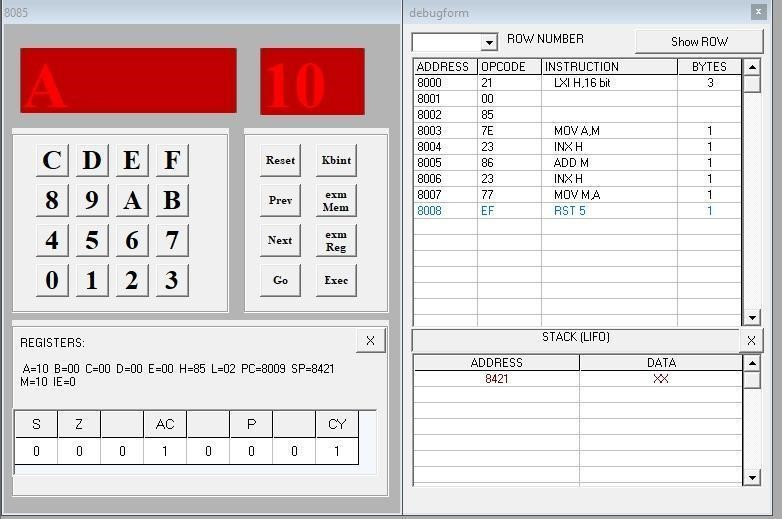 8085
A 10
C D E F
8 9 A B
4 5 6 7
0 1 2 3
Reset Kbint
Prev exm Mem
Next exm Reg
Go Exec
REGISTERS: X
A=10 B=00 C=00 D=00 E=00 H=85 L=02 PC=8009 SP=8421
M=10 IE=0
S Z AC P CY
0 0 0 1 0 0 0 1
debugform x
ROW NUMBER Show ROW
ADDRESS OPCODE INSTRUCTION BYTES
8000 21 LXI H,16 bit 3
8001 00
8002 85
8003 7E MOV A,M 1
8004 23 INX H 1
8005 86 ADD M 1
8006 23 INX H 1
8007 77 MOV M,A 1
8008 EF RST 5 1
STACK (LIFO) X
ADDRESS DATA
8421 XX